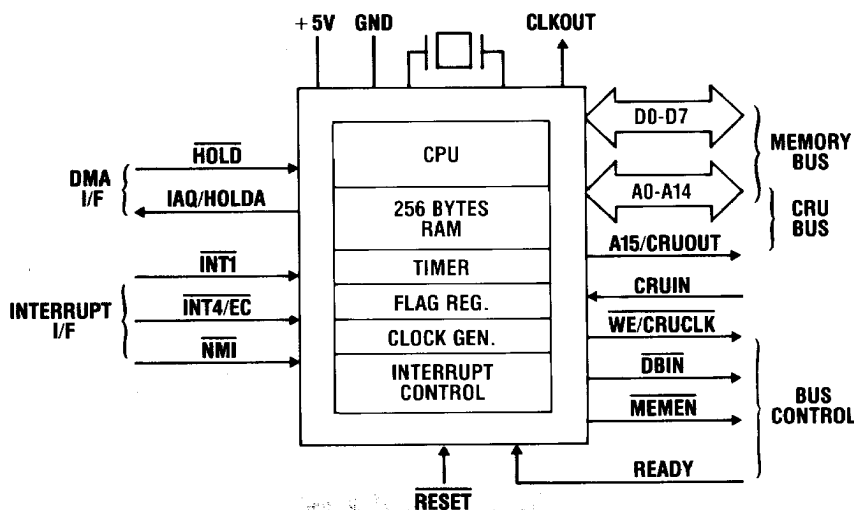 +5V GND CLKOUT
D0-D7
MEMORY
BUS
HOLD
DMA
I/F
IAQ/HOLDA
CPU
A0-A14
256 BYTES
RAM
CRU
BUS
A15/CRUOUT
INT1
TIMER
CRUIN
INTERRUPT
I/F
INT4/EC
FLAG REG.
WE/CRUCLK
CLOCK GEN.
NMI
INTERRUPT
CONTROL
DBIN
BUS
CONTROL
MEMEN
READY
RESET